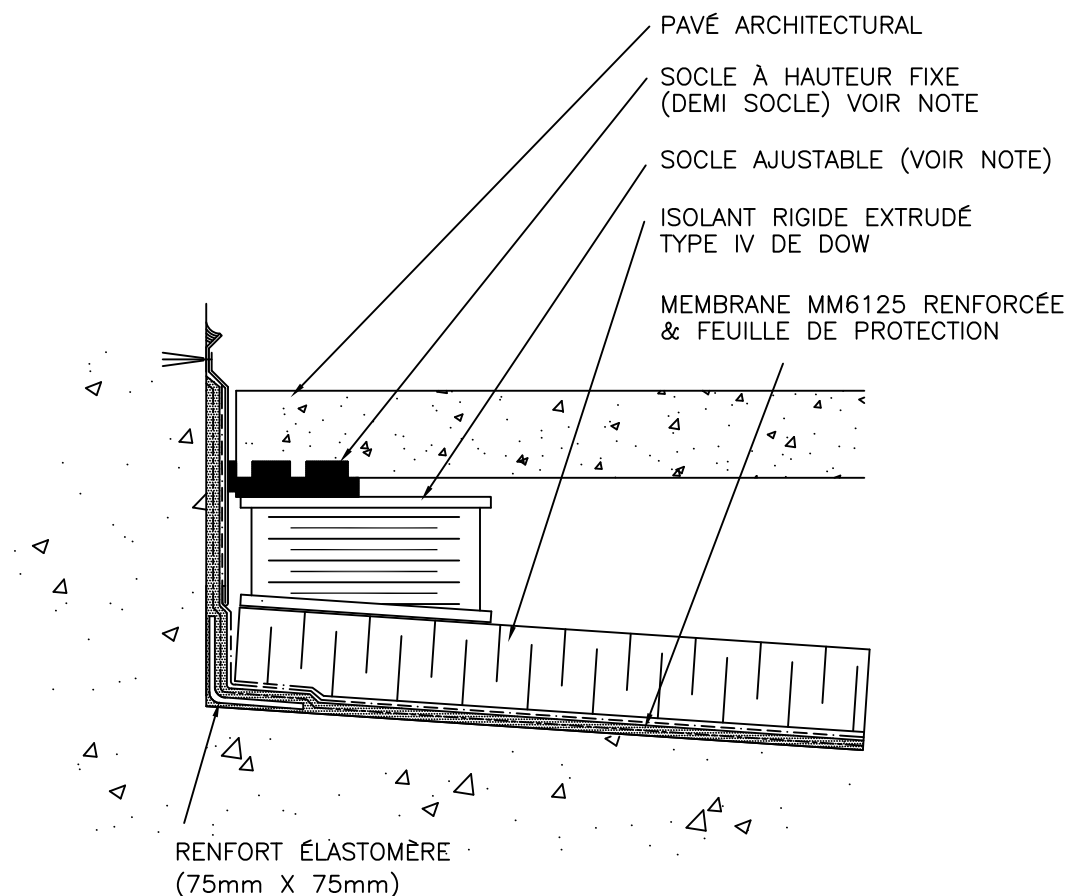 PAVÉ ARCHITECTURAL
SOCLE À HAUTEUR FIXE
(DEMI SOCLE) VOIR NOTE
SOCLE AJUSTABLE (VOIR NOTE)
ISOLANT RIGIDE EXTRUDÉ
TYPE IV DE DOW
MEMBRANE MM6125 RENFORCÉE
& FEUILLE DE PROTECTION
RENFORT ÉLASTOMÈRE
(75mm X 75mm)